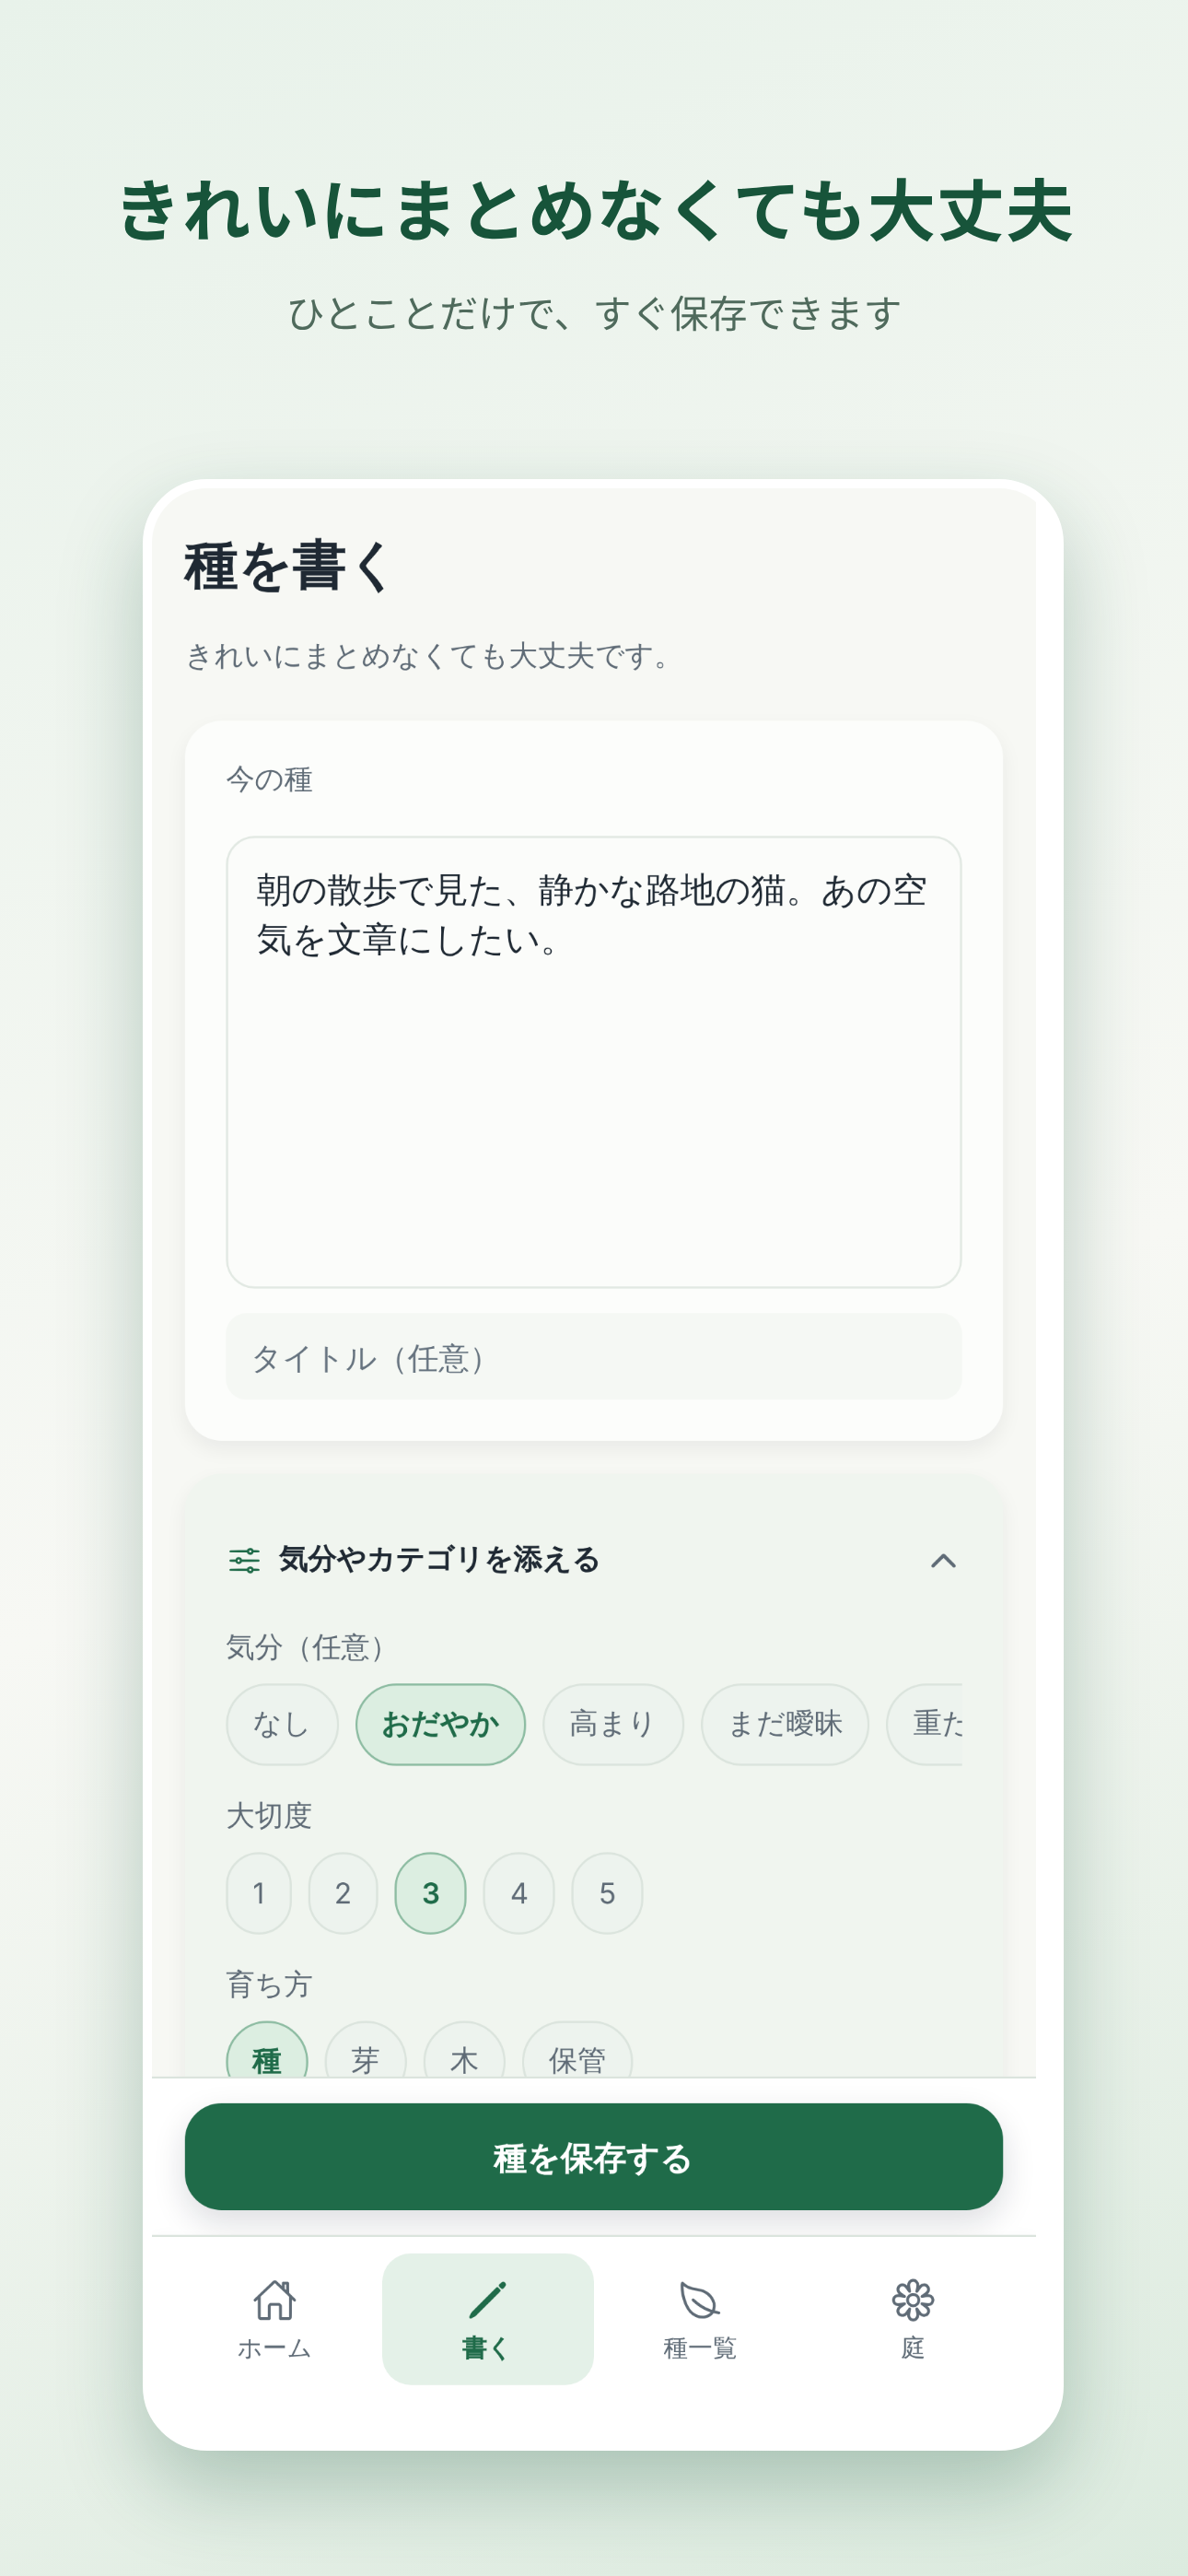 きれいにまとめなくても大丈夫
ひとことだけで、すぐ保存できます
種を書く
きれいにまとめなくても大丈夫です。
今の種
朝の散歩で見た、静かな路地の猫。あの空
気を文章にしたい。
タイトル（任意）
気分やカテゴリを添える
気分（任意）
なし おだやか 高まり まだ曖昧 重た
大切度
1 2 3 4 5
育ち方
種 芽 木 保管
種を保存する
ホーム 書く 種一覧 庭